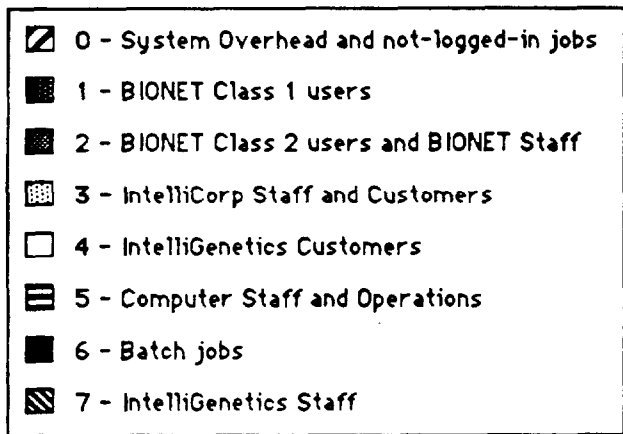 0 - System Overhead and not-logged-in jobs
1 - BIONET Class 1 users
2 - BIONET Class 2 users and BIONET Staff
3 - IntelliCorp Staff and Customers
4 - IntelliGenetics Customers
5 - Computer Staff and Operations
6 - Batch jobs
7 - IntelliGenetics Staff